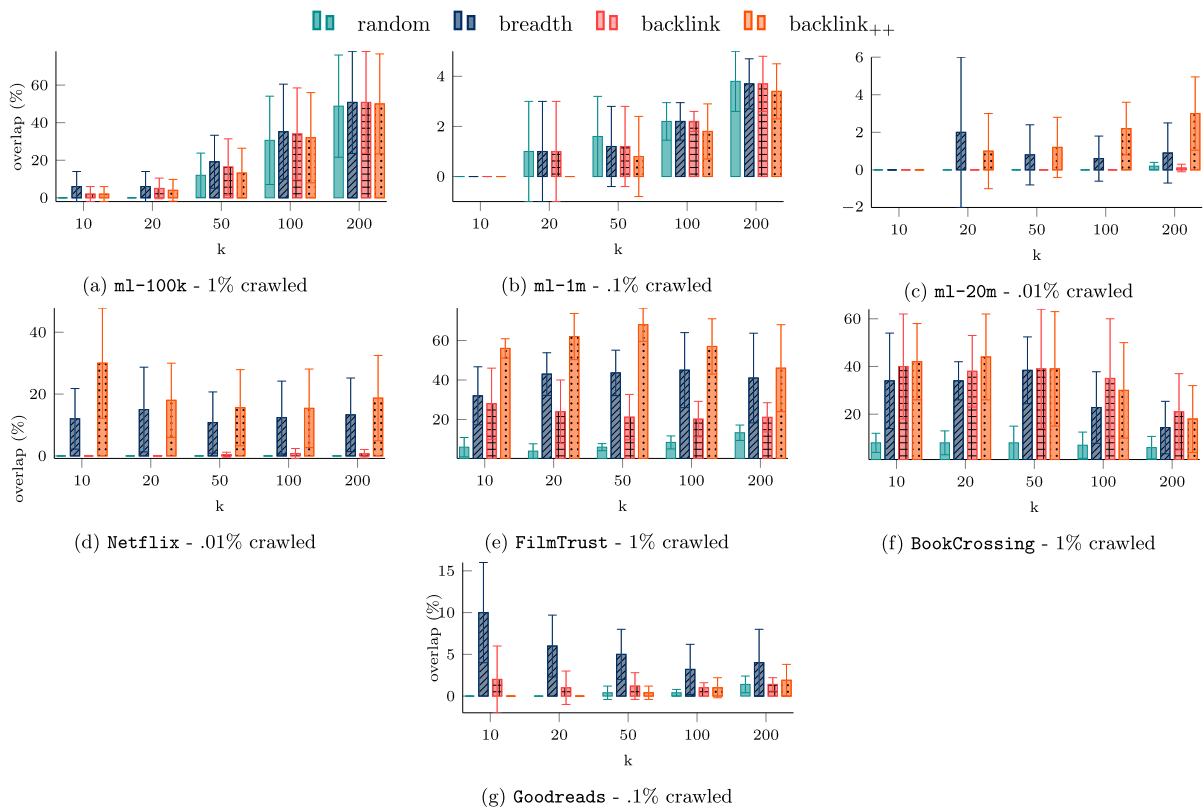 random breadth backlink backlink++
overlap (%)
60
40
20
0
10 20 50 100 200
k
(a) ml-100k - 1% crawled
4
2
0
10 20 50 100 200
k
(b) ml-1m - .1% crawled
6
4
2
0
−2
10 20 50 100 200
k
(c) ml-20m - .01% crawled
overlap (%)
40
20
0
10 20 50 100 200
k
(d) Netflix - .01% crawled
60
40
20
10 20 50 100 200
k
(e) FilmTrust - 1% crawled
60
40
20
10 20 50 100 200
k
(f) BookCrossing - 1% crawled
overlap (%)
15
10
5
0
10 20 50 100 200
k
(g) Goodreads - .1% crawled